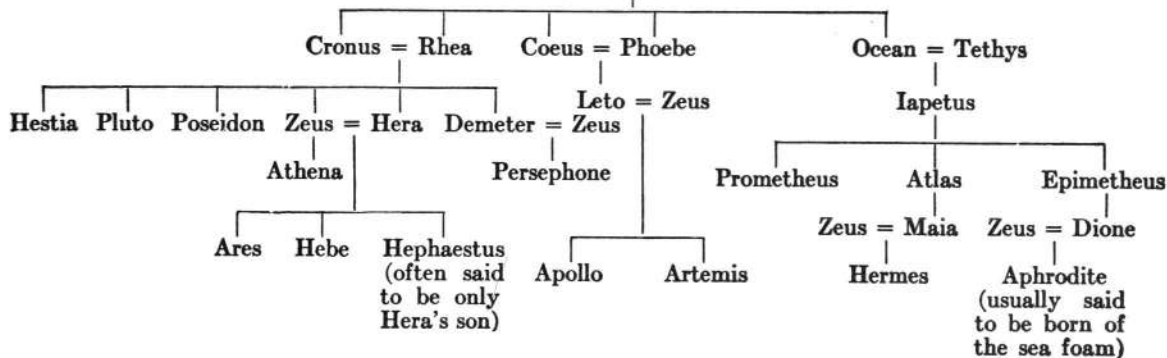 Cronus = Rhea Coeus = Phoebe Ocean = Tethys
Leto = Zeus Iapetus
Hestia Pluto Poseidon Zeus = Hera Demeter = Zeus
Athena Persephone Prometheus Atlas Epimetheus
Zeus = Maia Zeus = Dione
Ares Hebe Hephaestus Apollo Artemis Hermes Aphrodite
(often said (usually said
to be only to be born of
Hera's son) the sea foam)